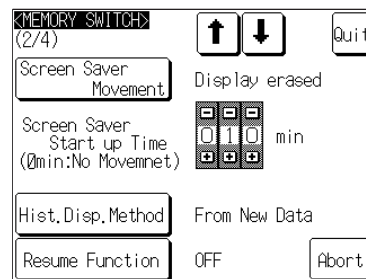 <MEMORY SWITCH>
(2/4)
Quit
Screen Saver
Movement
Display erased
Screen Saver
Start up Time
(0min:No Movemnet)
010 min
Hist.Disp.Method
From New Data
Resume Function
OFF
Abort